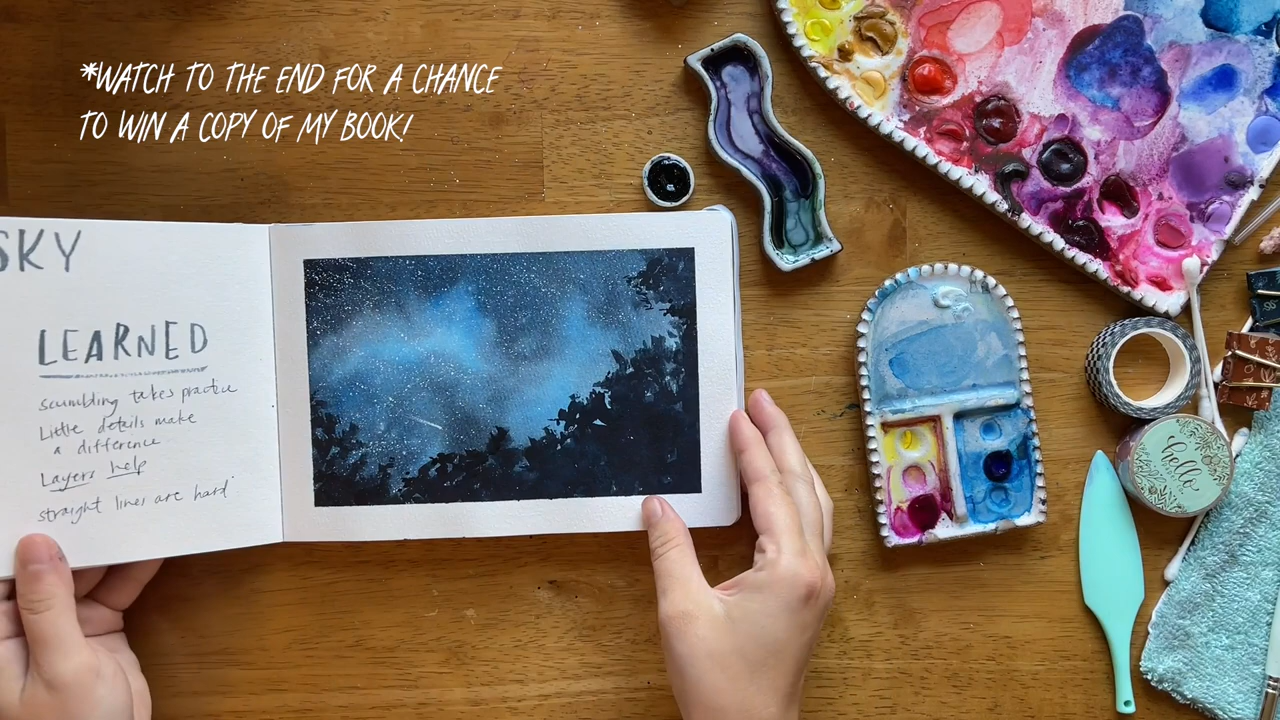 *WATCH TO THE END FOR A CHANCE
TO WIN A COPY OF MY BOOK!
SKY
LEARNED
scumbling takes practice
Little details make
a difference
Layers help
straight lines are hard
hello